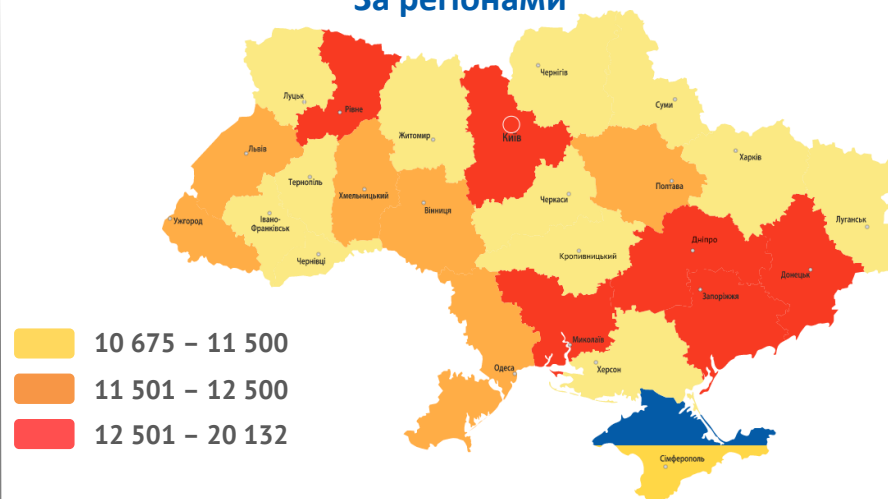 За регіонами
Чернігів
Луцьк
Суми
Рівне
Київ
Житомир
Львів
Харків
Тернопіль
Полтава
Хмельницький
Черкаси
Вінниця
Ужгород
Івано-
Франківськ
Луганськ
Дніпро
Чернівці
Кропивницький
Донецьк
Запоріжжя
Миколаїв
Одеса
Херсон
Сімферополь
10 675 – 11 500
11 501 – 12 500
12 501 – 20 132